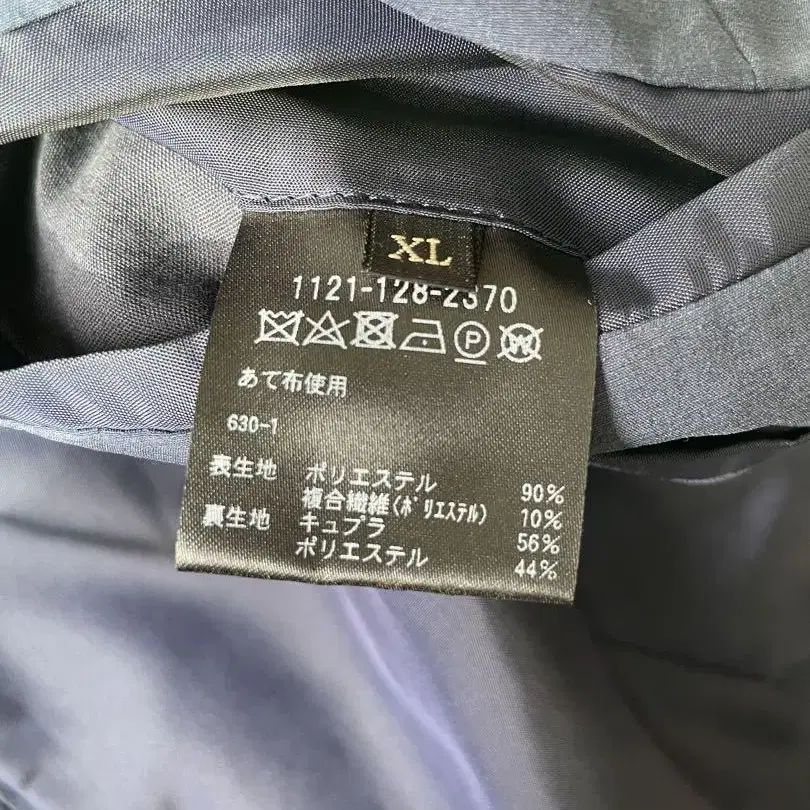 XL
1121-128-2370
P W
あて布使用
630-1
表生地 ポリエステル 90%
複合繊維(ポリエステル) 10%
裏生地 キュプラ 56%
ポリエステル 44%